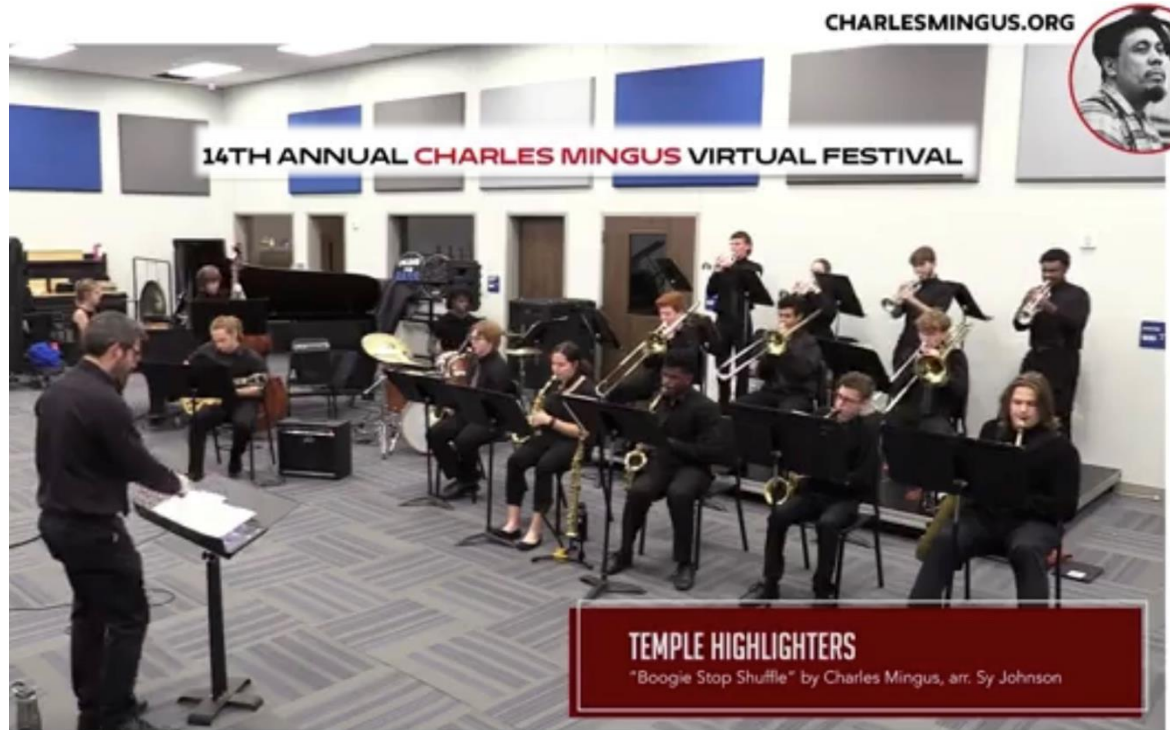 CHARLESMINGUS.ORG
14TH ANNUAL CHARLES MINGUS VIRTUAL FESTIVAL
TEMPLE HIGHLIGHTERS
"Boogie Stop Shuffle" by Charles Mingus, arr. Sy Johnson